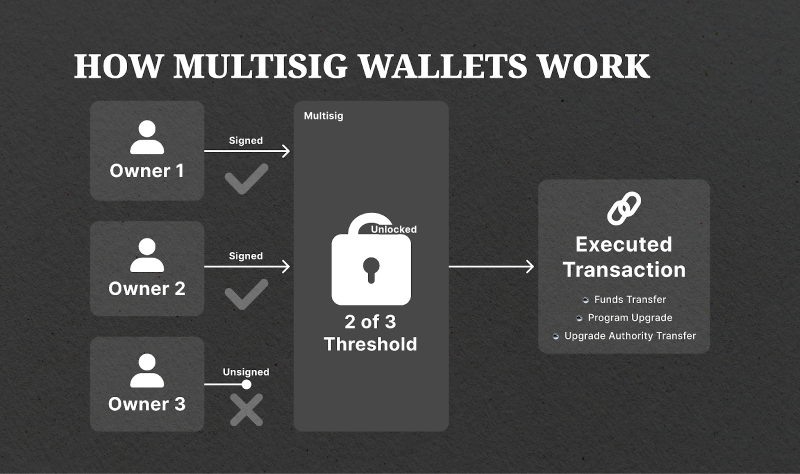 HOW MULTISIG WALLETS WORK
Owner 1
Signed
Owner 2
Signed
Owner 3
Unsigned
Multisig
Unlocked
2 of 3
Threshold
Executed
Transaction
Funds Transfer
Program Upgrade
Upgrade Authority Transfer